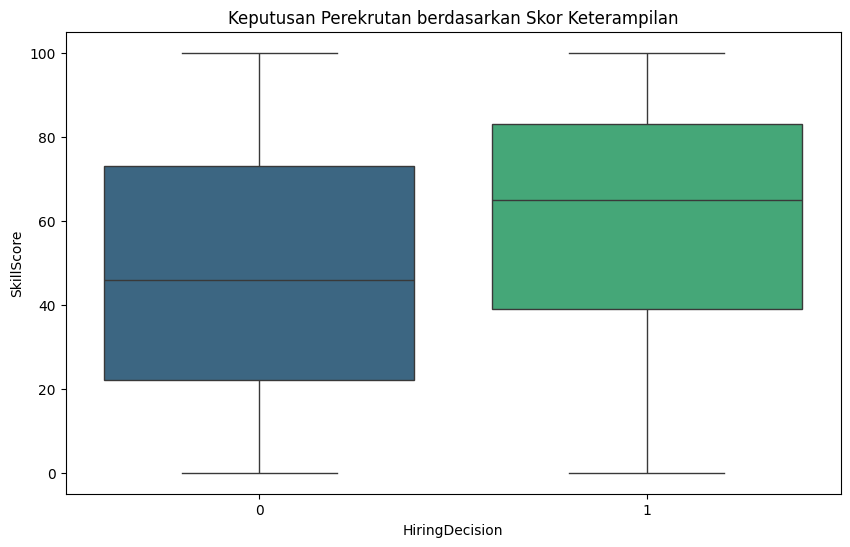 Keputusan Perekrutan berdasarkan Skor Keterampilan
100
80
60
40
20
0
SkillScore
0 1
HiringDecision